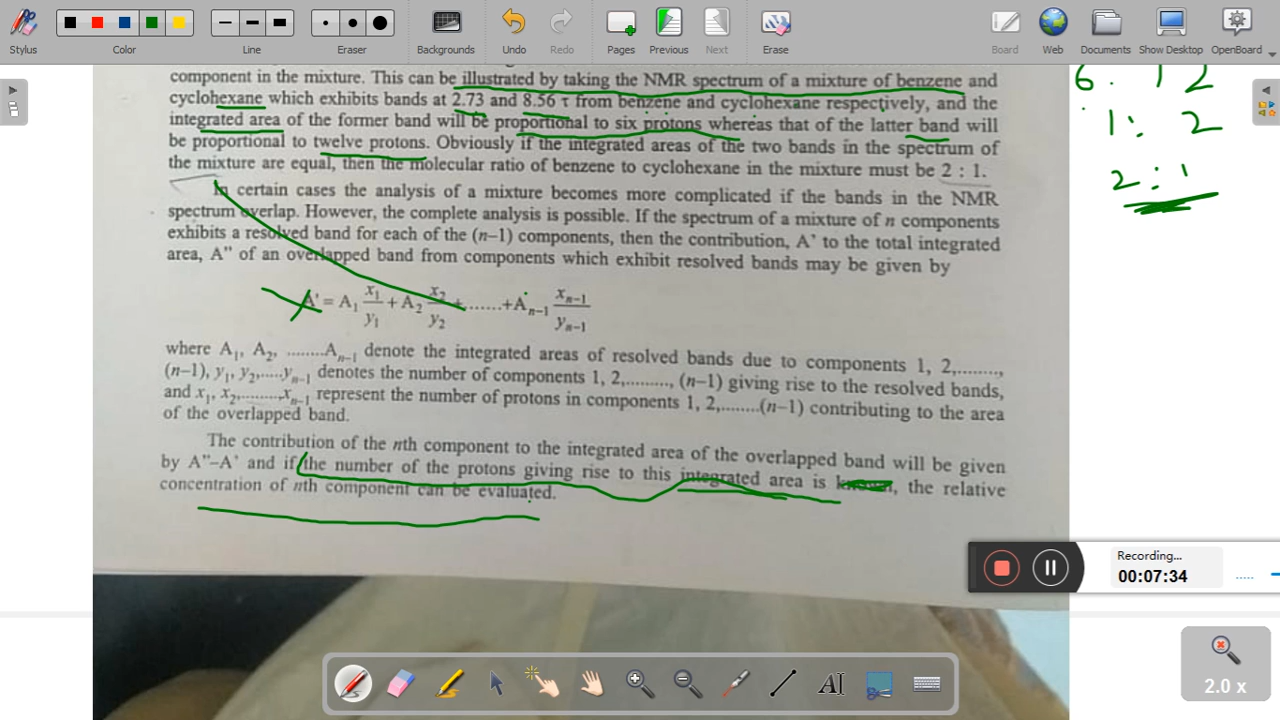 Stylus Color Line Eraser Backgrounds Undo Redo Pages Previous Next Erase Board Web Documents Show Desktop OpenBoard
component in the mixture. This can be illustrated by taking the NMR spectrum of a mixture of benzene and
cyclohexane which exhibits bands at 2.73 and 8.56 τ from benzene and cyclohexane respectively, and the
integrated area of the former band will be proportional to six protons whereas that of the latter band will
be proportional to twelve protons. Obviously if the integrated areas of the two bands in the spectrum of
the mixture are equal, then the molecular ratio of benzene to cyclohexane in the mixture must be 2 : 1.
6. 12
1: 2
2:1
In certain cases the analysis of a mixture becomes more complicated if the bands in the NMR
spectrum overlap. However, the complete analysis is possible. If the spectrum of a mixture of n components
exhibits a resolved band for each of the (n–1) components, then the contribution, A' to the total integrated
area, A" of an overlapped band from components which exhibit resolved bands may be given by
A' = A₁ x₁/y₁ + A₂ x₂/y₂ + ...... +Aₙ₋₁ xₙ₋₁/yₙ₋₁
where A₁, A₂, ........Aₙ₋₁ denote the integrated areas of resolved bands due to components 1, 2,........,
(n–1), y₁, y₂,.....yₙ₋₁ denotes the number of components 1, 2,........., (n–1) giving rise to the resolved bands,
and x₁, x₂,.........xₙ₋₁ represent the number of protons in components 1, 2,........(n–1) contributing to the area
of the overlapped band.
The contribution of the nth component to the integrated area of the overlapped band will be given
by A"–A' and if the number of the protons giving rise to this integrated area is known, the relative
concentration of nth component can be evaluated.
Recording...
00:07:34
2.0 x